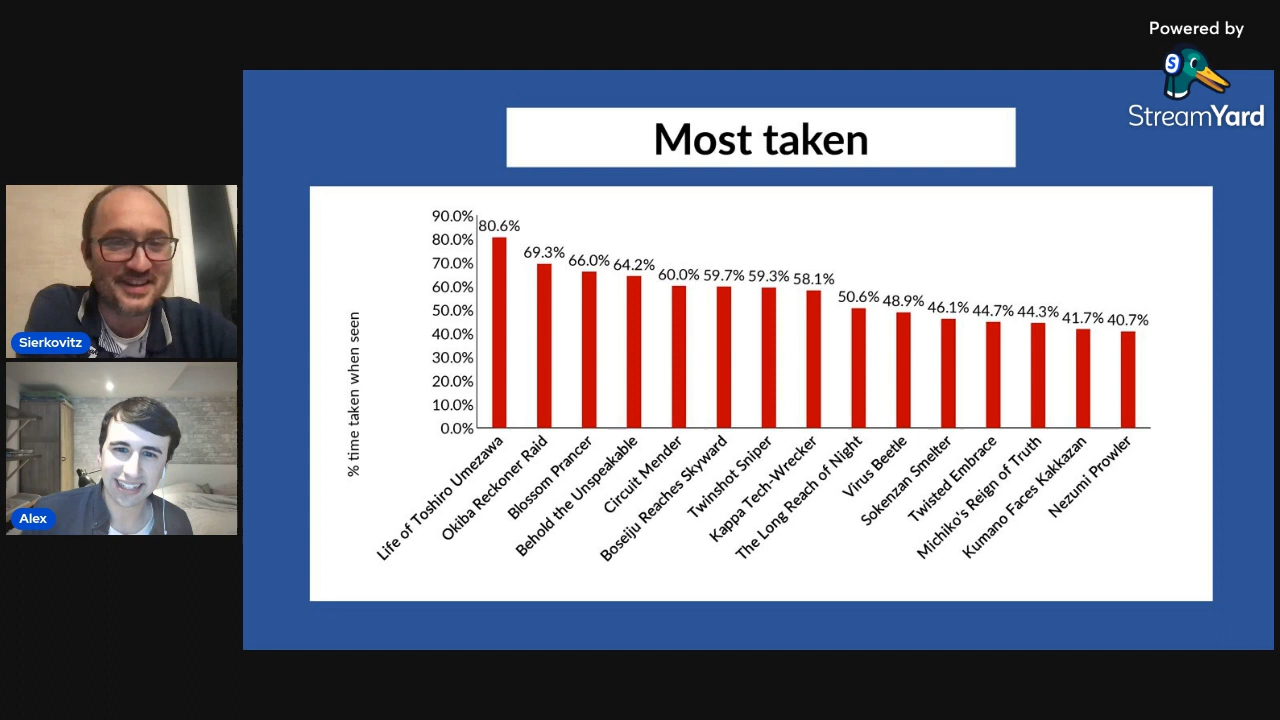 Powered by
S
StreamYard
Most taken
% time taken when seen
90.0%
80.0%
70.0%
60.0%
50.0%
40.0%
30.0%
20.0%
10.0%
0.0%
80.6%
69.3%
66.0%
64.2%
60.0%
59.7%
59.3%
58.1%
50.6%
48.9%
46.1%
44.7%
44.3%
41.7%
40.7%
Life of Toshiro Umezawa
Okiba Reckoner Raid
Blossom Prancer
Behold the Unspeakable
Circuit Mender
Boseiju Reaches Skyward
Twinshot Sniper
Kappa Tech-Wrecker
The Long Reach of Night
Virus Beetle
Sokenzan Smelter
Twisted Embrace
Michiko's Reign of Truth
Kumano Faces Kakkazan
Nezumi Prowler
Sierkovitz
Alex